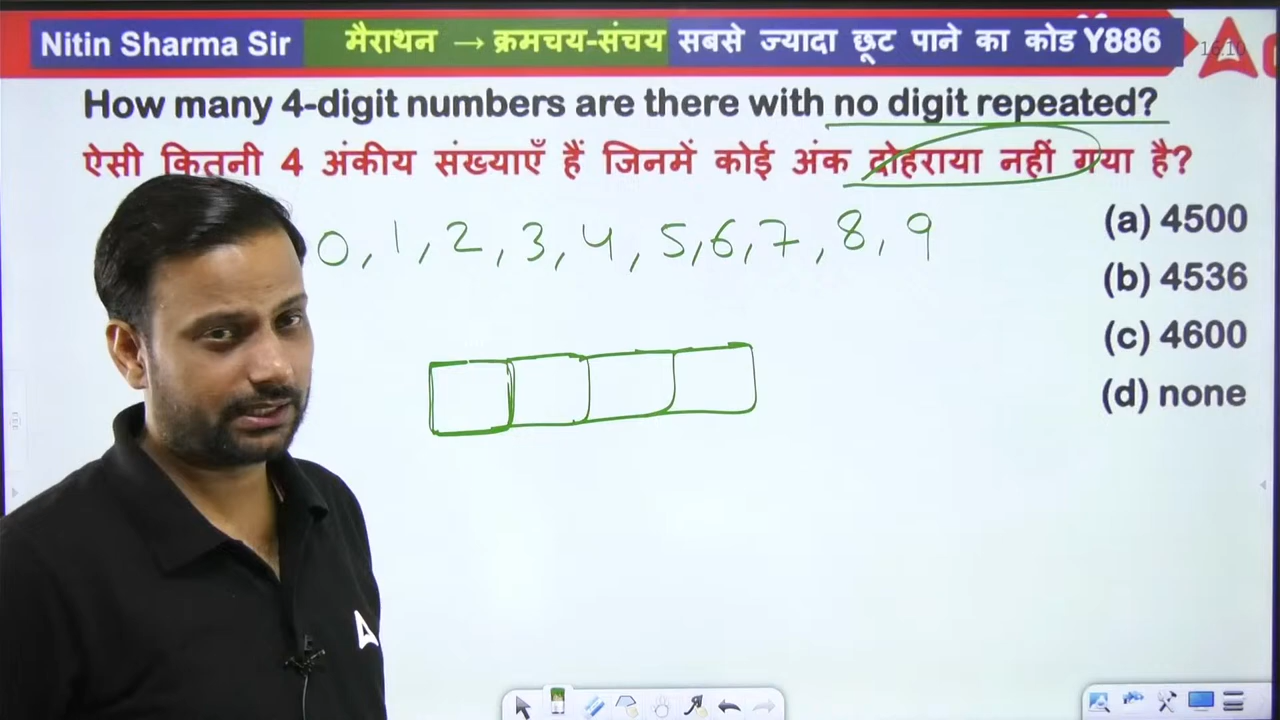 Nitin Sharma Sir मैराथन → क्रमचय-संचय सबसे ज्यादा छूट पाने का कोड Y886
How many 4-digit numbers are there with no digit repeated?
ऐसी कितनी 4 अंकीय संख्याएँ हैं जिनमें कोई अंक दोहराया नहीं गया है?
0, 1, 2, 3, 4, 5, 6, 7, 8, 9
(a) 4500
(b) 4536
(c) 4600
(d) none